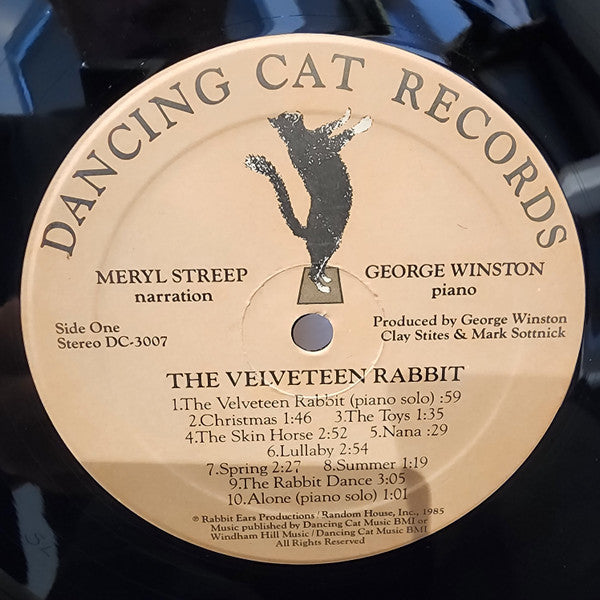 DANCING CAT RECORDS
MERYL STREEP
narration
GEORGE WINSTON
piano
Side One
Stereo DC-3007
Produced by George Winston
Clay Stites & Mark Sottnick
THE VELVETEEN RABBIT
1.The Velveteen Rabbit (piano solo) :59
2.Christmas 1:46 3.The Toys 1:35
4.The Skin Horse 2:52 5.Nana :29
6.Lullaby 2:54
7.Spring 2:27 8.Summer 1:19
9.The Rabbit Dance 3:05
10.Alone (piano solo) 1:01
℗ Rabbit Ears Productions / Random House, Inc., 1985
Music published by Dancing Cat Music BMI or
Windham Hill Music / Dancing Cat Music BMI
All Rights Reserved